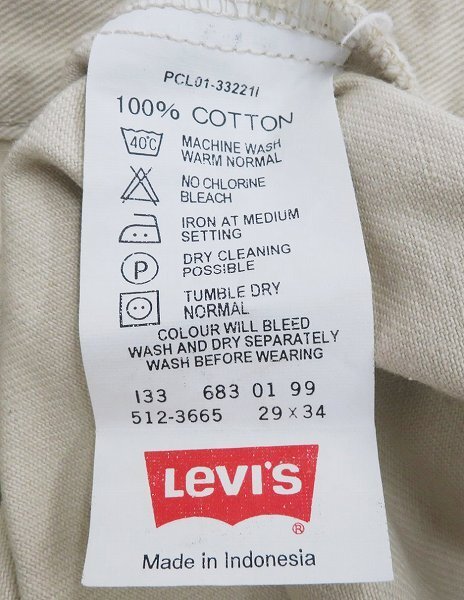 PCL01-33221I
100% COTTON
40°C MACHINE WASH
WARM NORMAL
NO CHLORINE
BLEACH
IRON AT MEDIUM
SETTING
P DRY CLEANING
POSSIBLE
TUMBLE DRY
NORMAL
COLOUR WILL BLEED
WASH AND DRY SEPARATELY
WASH BEFORE WEARING
133 683 01 99
512-3665 29 x 34
LEVI'S
®
Made in Indonesia